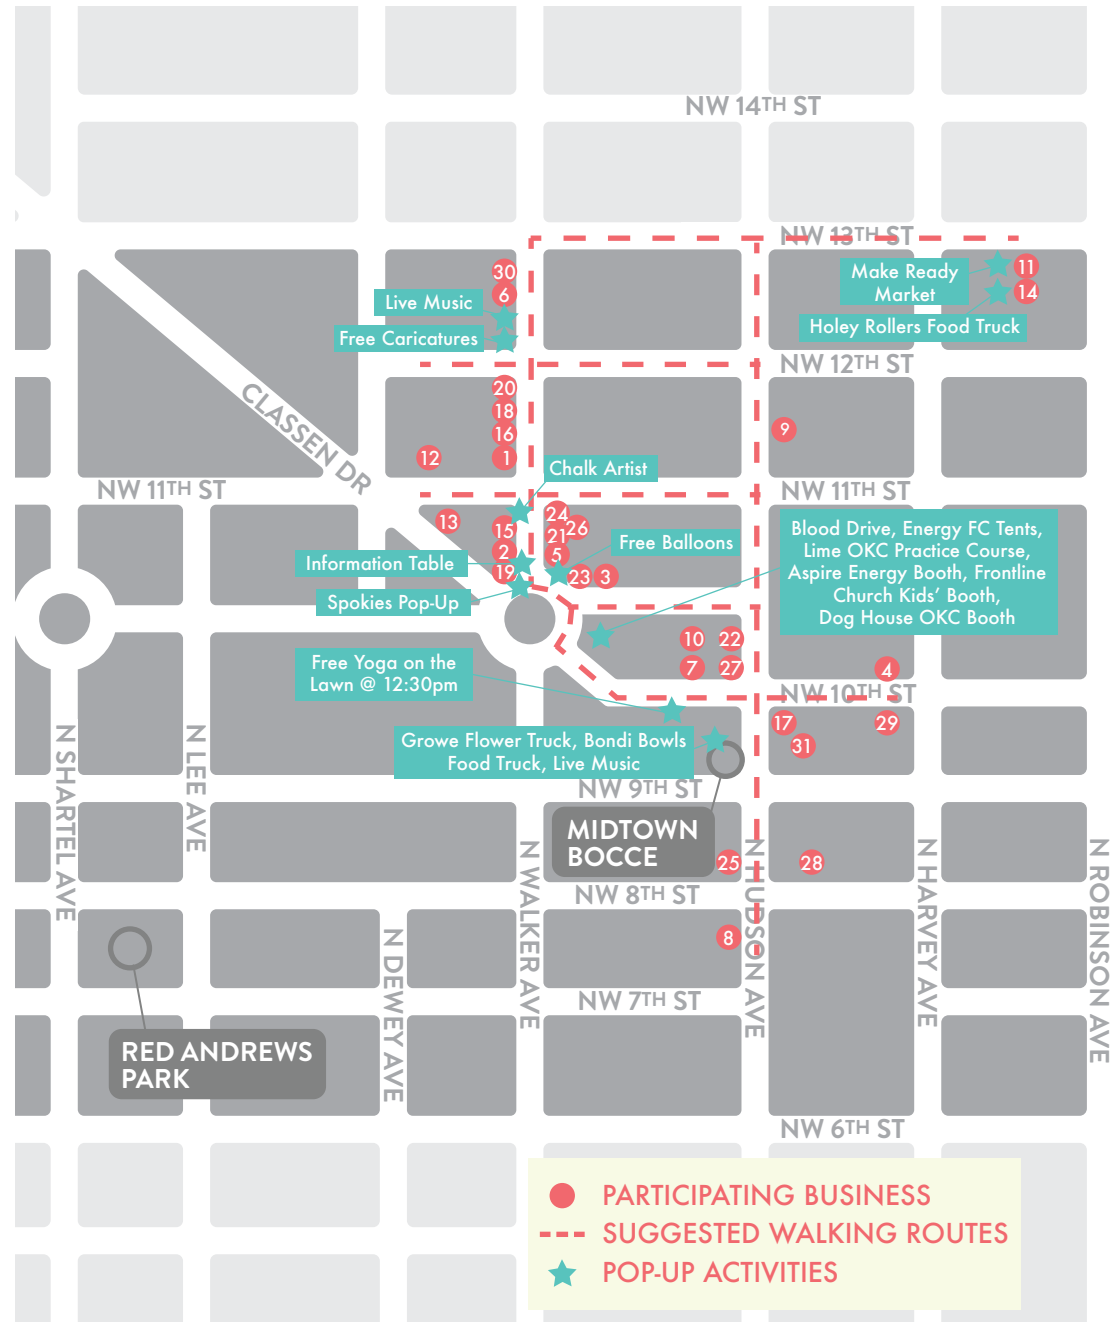 NW 14TH ST
NW 13TH ST
30
6
Live Music
Free Caricatures
Make Ready
Market
11
14
Holey Rollers Food Truck
NW 12TH ST
CLASSEN DR
20
18
16
1
12
9
Chalk Artist
NW 11TH ST
NW 11TH ST
13
15
2
19
24
26
21
5
23
3
Free Balloons
Information Table
Spokies Pop-Up
Blood Drive, Energy FC Tents,
Lime OKC Practice Course,
Aspire Energy Booth, Frontline
Church Kids' Booth,
Dog House OKC Booth
10
22
7
27
4
Free Yoga on the
Lawn @ 12:30pm
NW 10TH ST
17
29
31
Growe Flower Truck, Bondi Bowls
Food Truck, Live Music
NW 9TH ST
MIDTOWN
BOCCE
25
28
NW 8TH ST
8
NW 7TH ST
N SHARTEL AVE
N LEE AVE
N DEWEY AVE
N WALKER AVE
N HUDSON AVE
N HARVEY AVE
N ROBINSON AVE
RED ANDREWS
PARK
NW 6TH ST
PARTICIPATING BUSINESS
SUGGESTED WALKING ROUTES
POP-UP ACTIVITIES